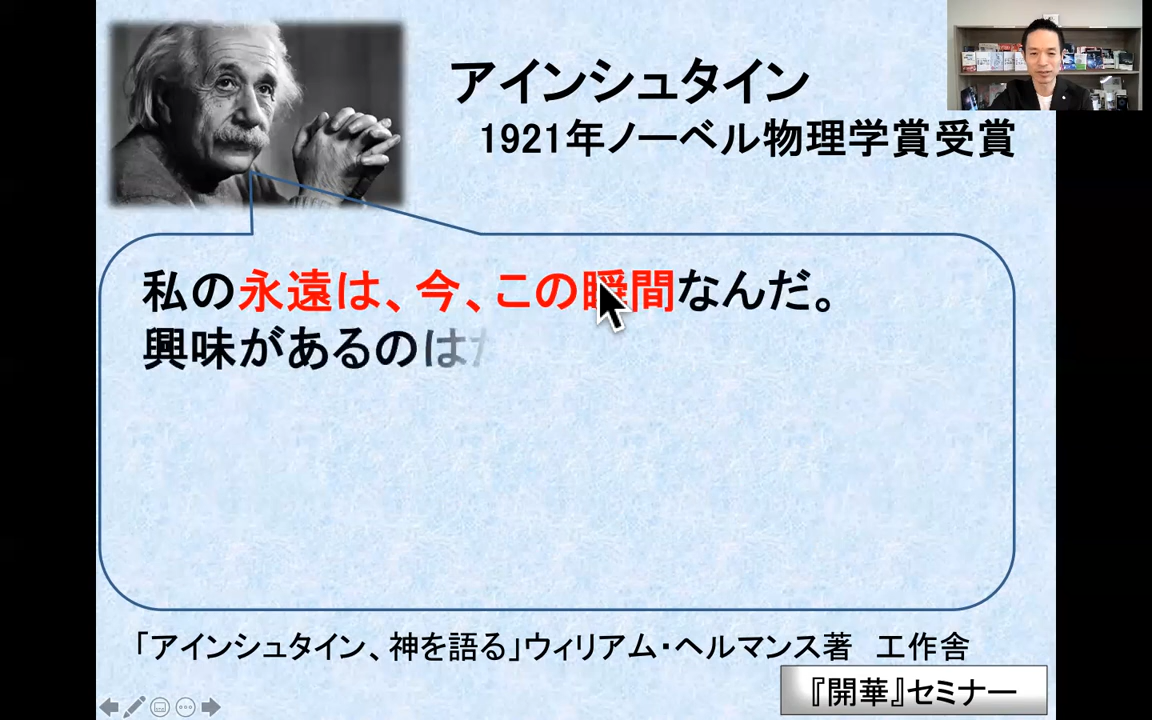 アインシュタイン
1921年ノーベル物理学賞受賞
私の永遠は、今、この瞬間なんだ。
興味があるのは
「アインシュタイン、神を語る」ウィリアム・ヘルマンス著　工作舎
『開華』セミナー